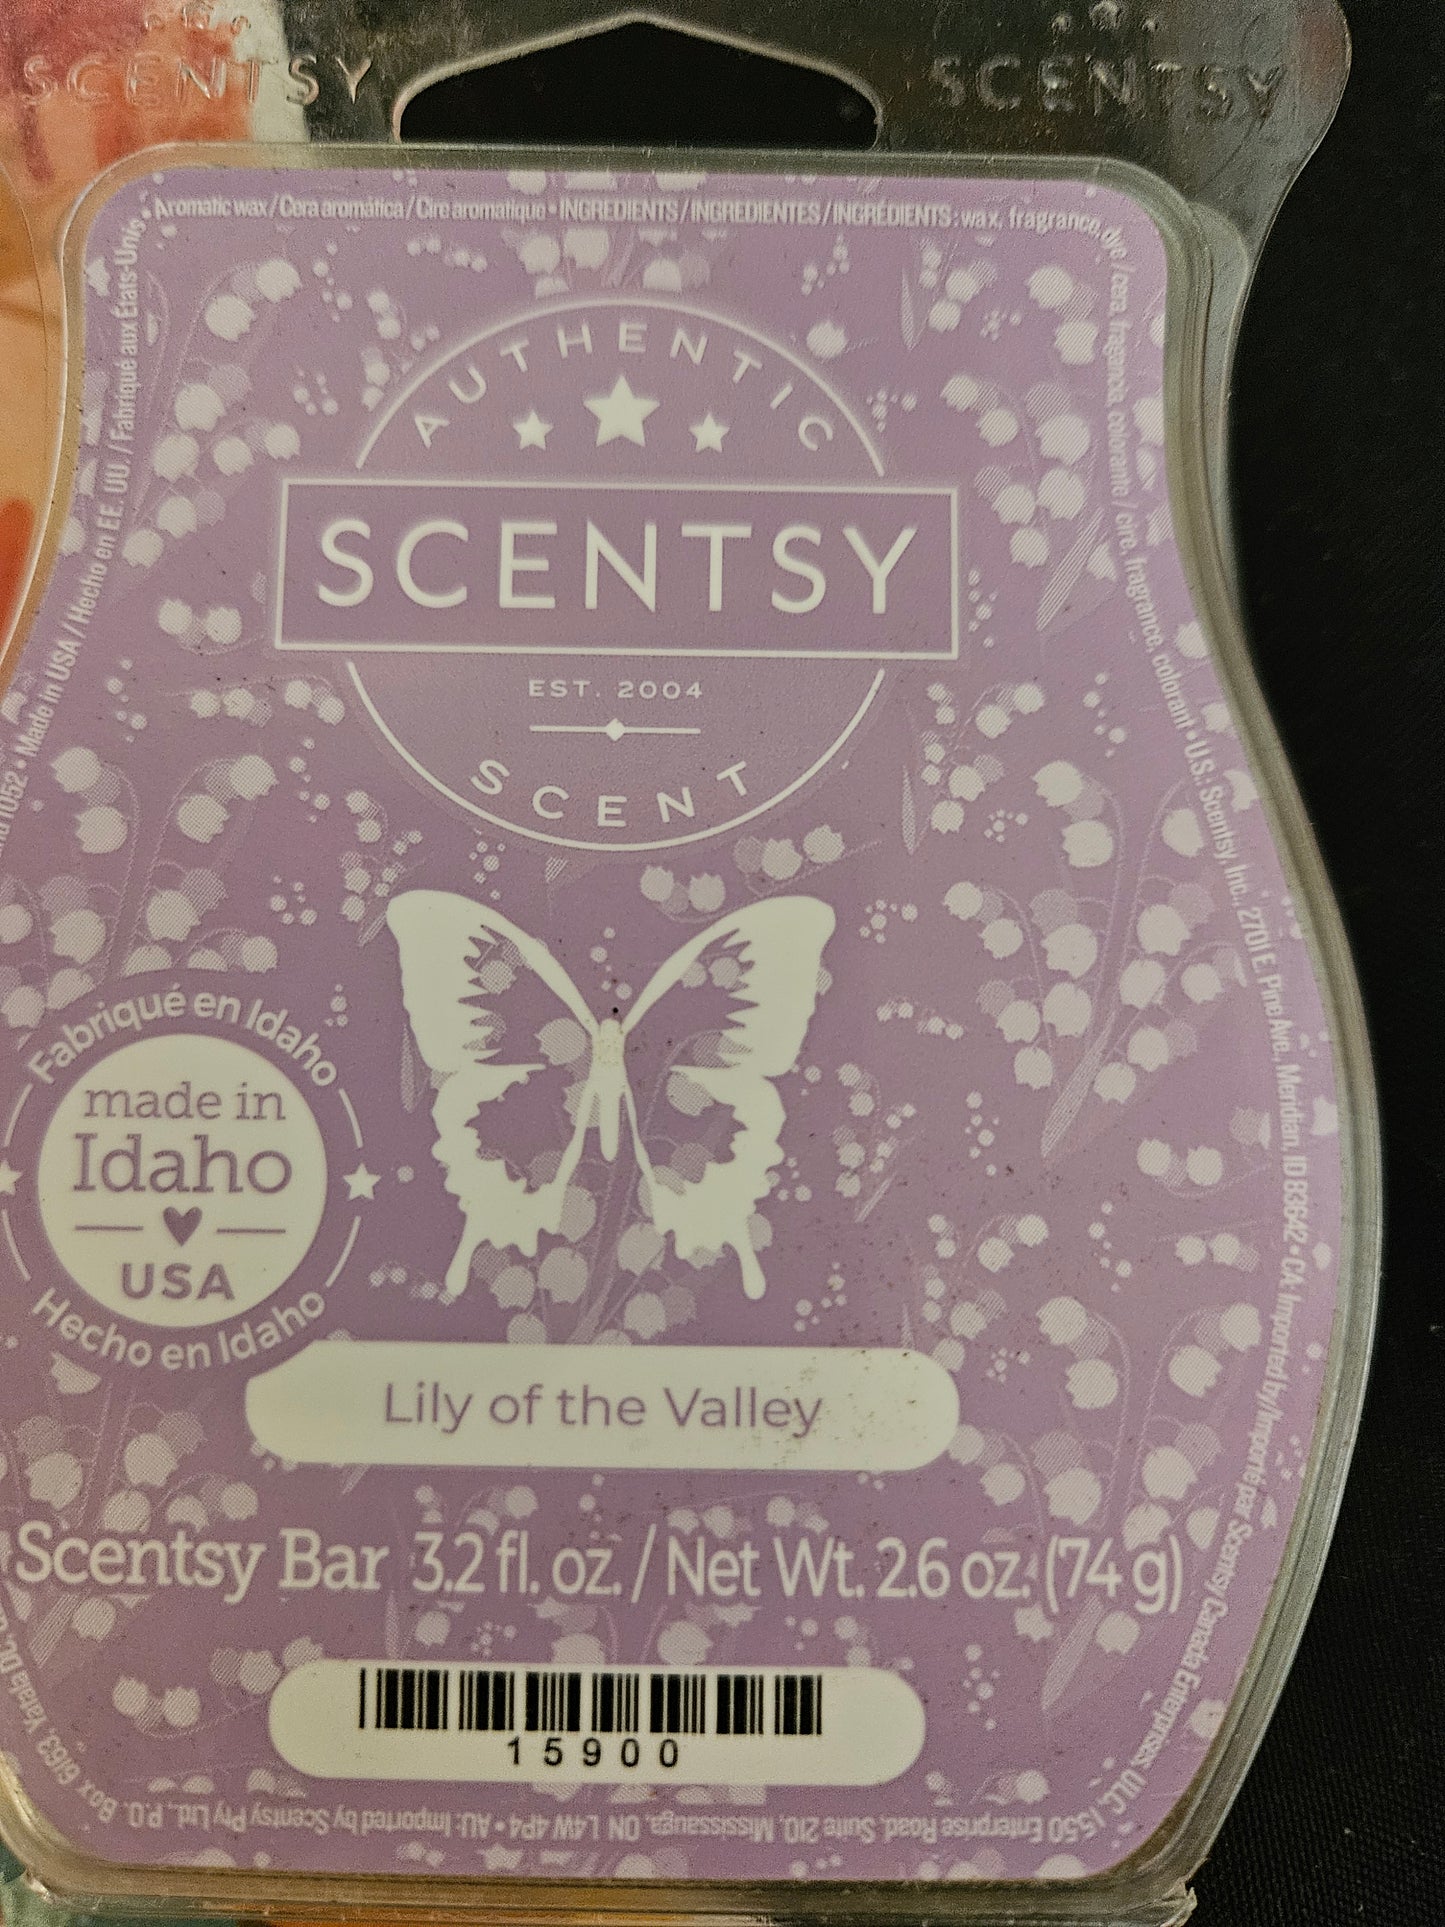 SCENTSY
SCENTSY
• Aromatic wax / Cera aromática / Cire aromatique • INGREDIENTS / INGREDIENTES / INGRÉDIENTS: wax, fragrance, dye / cera, fragancia, colorante / cire, fragrance, colorant • U.S.: Scentsy, Inc., 2701 E. Pine Ave., Meridian, ID 83642 • CA: Imported by/Importé par Scentsy Canada Enterprises, ULC, 1550 Enterprise Road, Suite 210, Mississauga, ON L4W 4P4 • AU: Imported by Scentsy Pty Ltd., P.O. Box 6163, Yatala DC,
1052 • Made in USA / Hecho en EE. UU. / Fabriqué aux États-Unis
AUTHENTIC
SCENTSY
EST. 2004
SCENT
Fabriqué en Idaho
made in
Idaho
USA
Hecho en Idaho
Lily of the Valley
Scentsy Bar 3.2 fl. oz. / Net Wt. 2.6 oz. (74 g)
15900